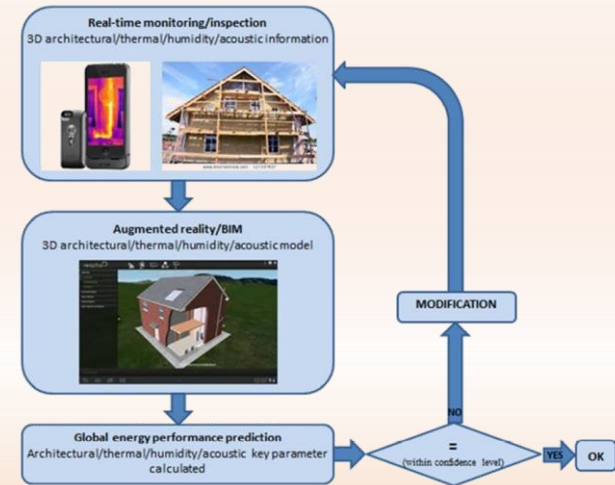 Real-time monitoring/inspection
3D architectural/thermal/humidity/acoustic information
Augmented reality/BIM
3D architectural/thermal/humidity/acoustic model
MODIFICATION
NO
Global energy performance prediction
Architectural/thermal/humidity/acoustic key parameter
calculated
=
(within confidence level)
YES
OK